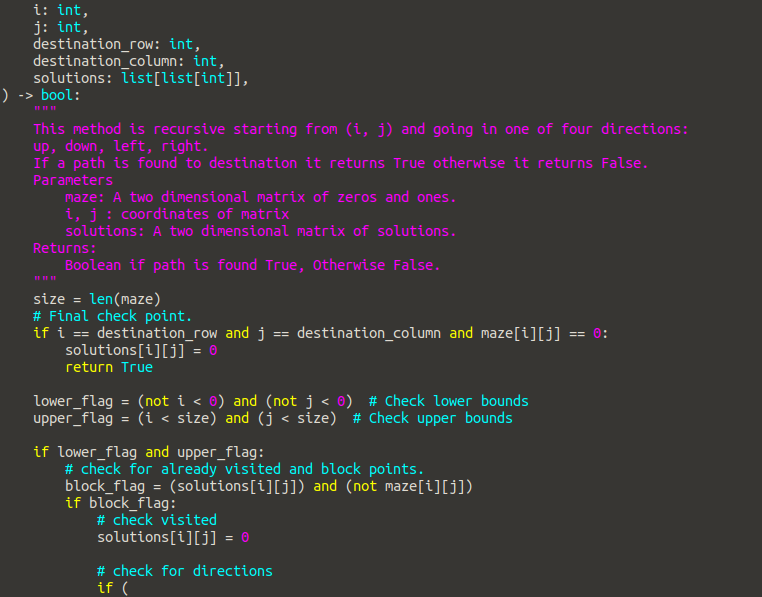 i: int,
    j: int,
    destination_row: int,
    destination_column: int,
    solutions: list[list[int]],
) -> bool:
    """
    This method is recursive starting from (i, j) and going in one of four directions:
    up, down, left, right.
    If a path is found to destination it returns True otherwise it returns False.
    Parameters
        maze: A two dimensional matrix of zeros and ones.
        i, j : coordinates of matrix
        solutions: A two dimensional matrix of solutions.
    Returns:
        Boolean if path is found True, Otherwise False.
    """
    size = len(maze)
    # Final check point.
    if i == destination_row and j == destination_column and maze[i][j] == 0:
        solutions[i][j] = 0
        return True

    lower_flag = (not i < 0) and (not j < 0)  # Check lower bounds
    upper_flag = (i < size) and (j < size)  # Check upper bounds

    if lower_flag and upper_flag:
        # check for already visited and block points.
        block_flag = (solutions[i][j]) and (not maze[i][j])
        if block_flag:
            # check visited
            solutions[i][j] = 0

            # check for directions
            if (